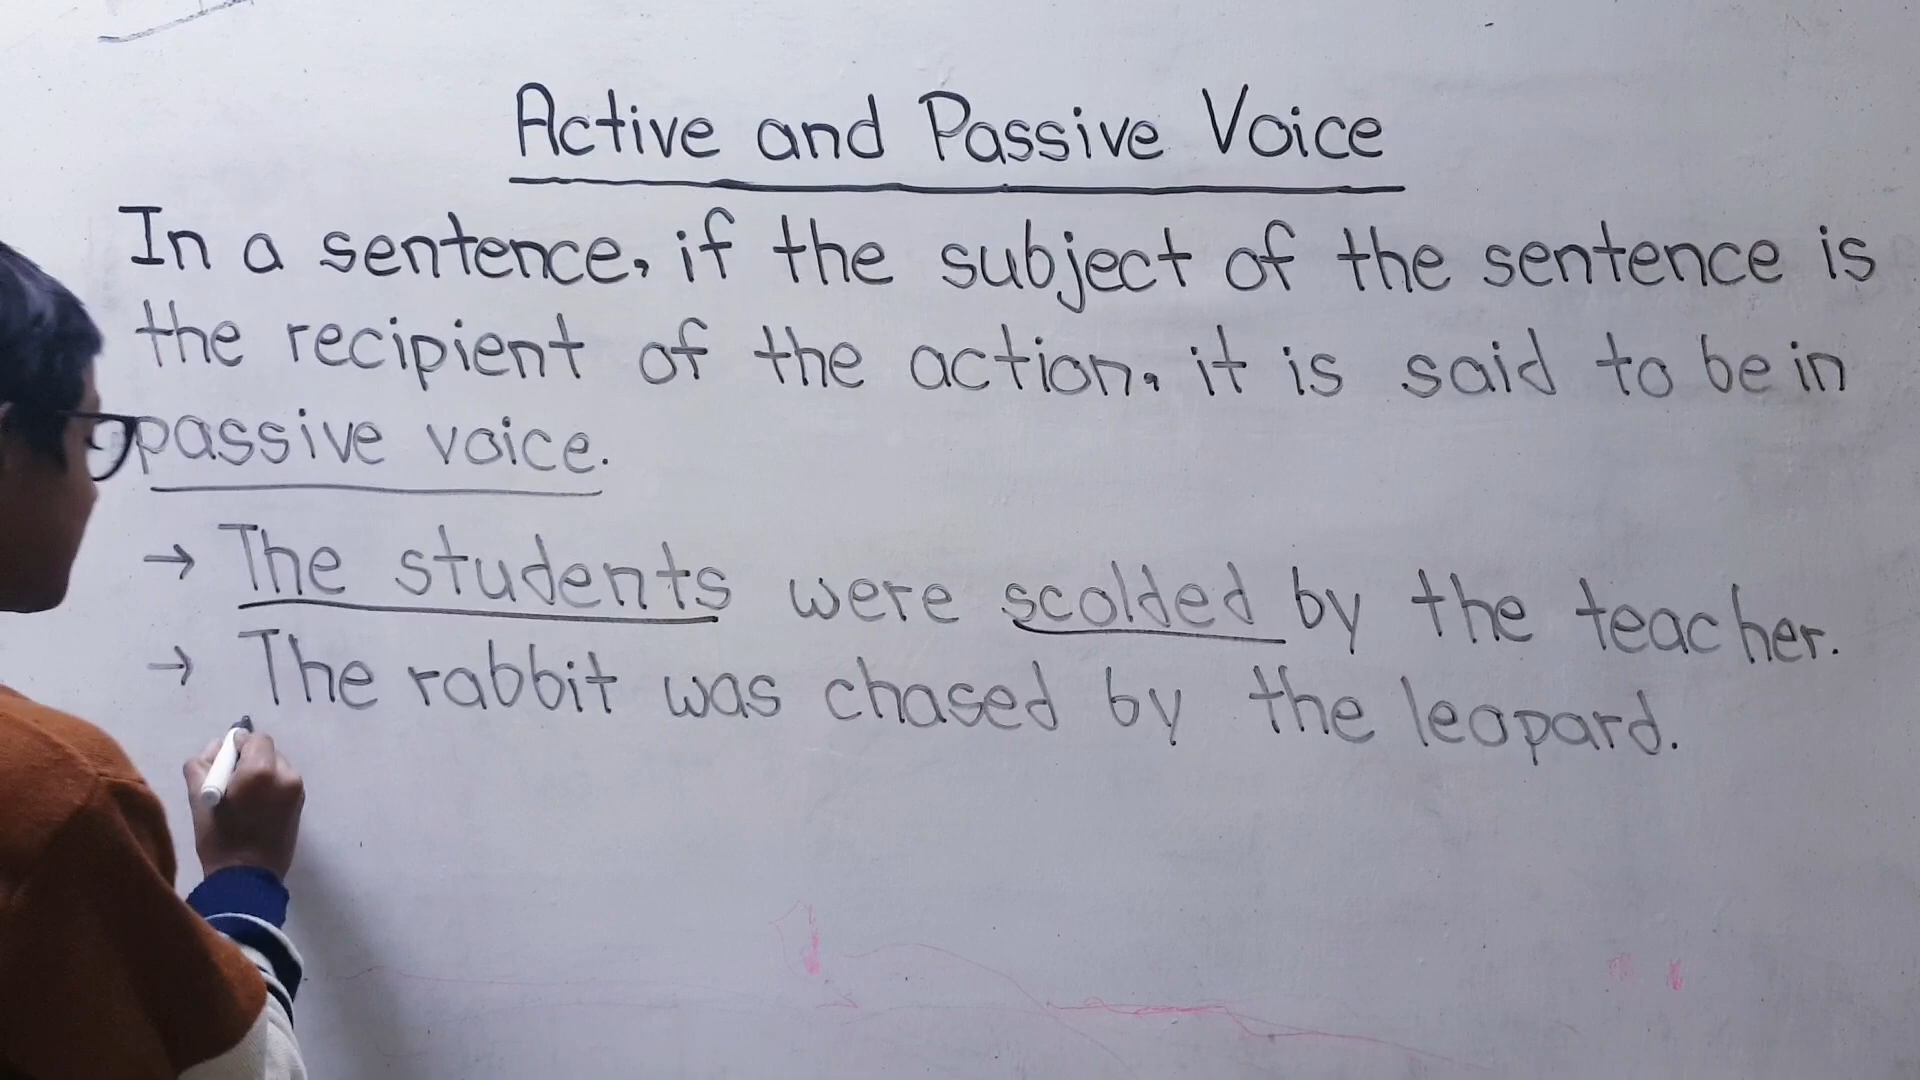 Active and Passive Voice
In a sentence, if the subject of the sentence is
the recipient of the action, it is said to be in
passive voice.
→ The students were scolded by the teacher.
→ The rabbit was chased by the leopard.